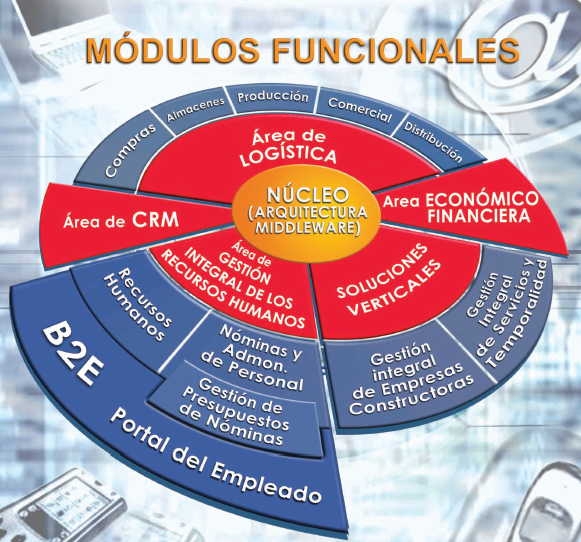 MÓDULOS FUNCIONALES
Compras
Almacenes
Producción
Comercial
Distribución
Área de
LOGÍSTICA
NÚCLEO
(ARQUITECTURA
MIDDLEWARE)
Área de CRM
Area ECONÓMICO
FINANCIERA
Área de
GESTIÓN
INTEGRAL DE LOS
RECURSOS HUMANOS
SOLUCIONES
VERTICALES
Recursos
Humanos
Nóminas y
Admon.
de Personal
Gestión de
Presupuestos
de Nóminas
Gestión
integral
de Empresas
Constructoras
Gestión
Integral
de Servicios y
Temporalidad
B2E
Portal del Empleado
@